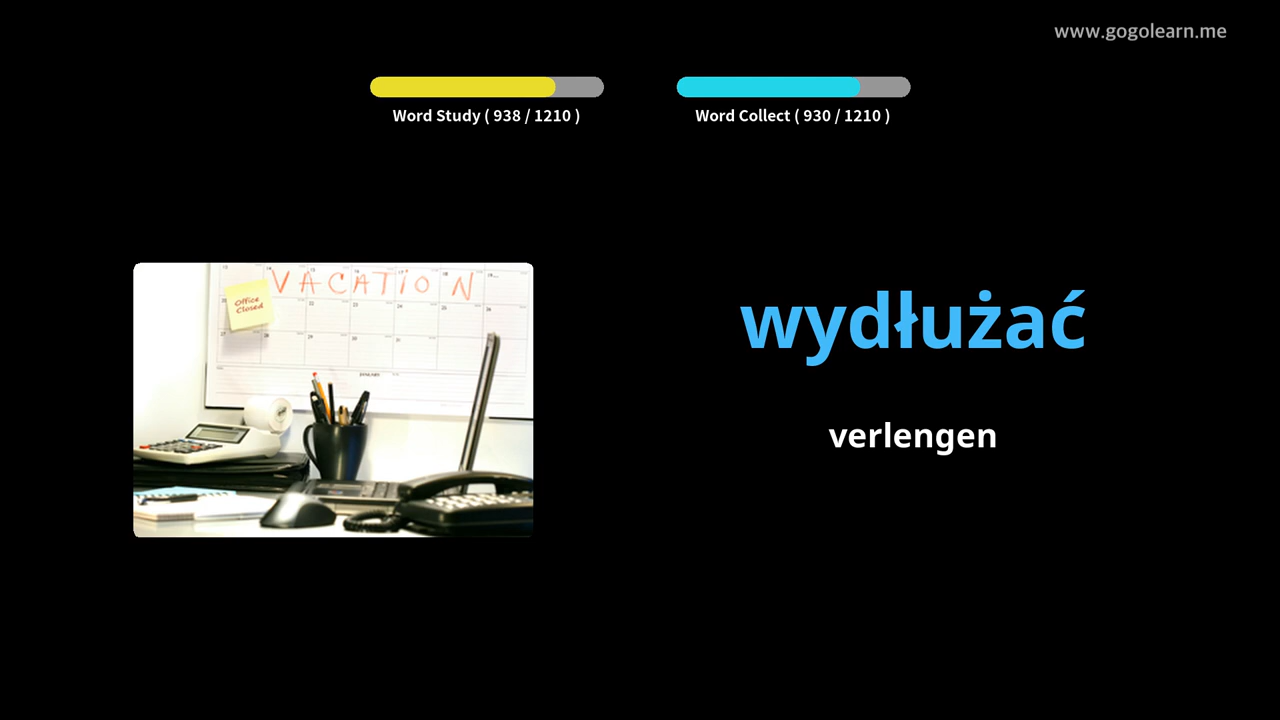 www.gogolearn.me
Word Study ( 938 / 1210 )
Word Collect ( 930 / 1210 )
VACATION
Office
Closed
wydłużać
verlengen